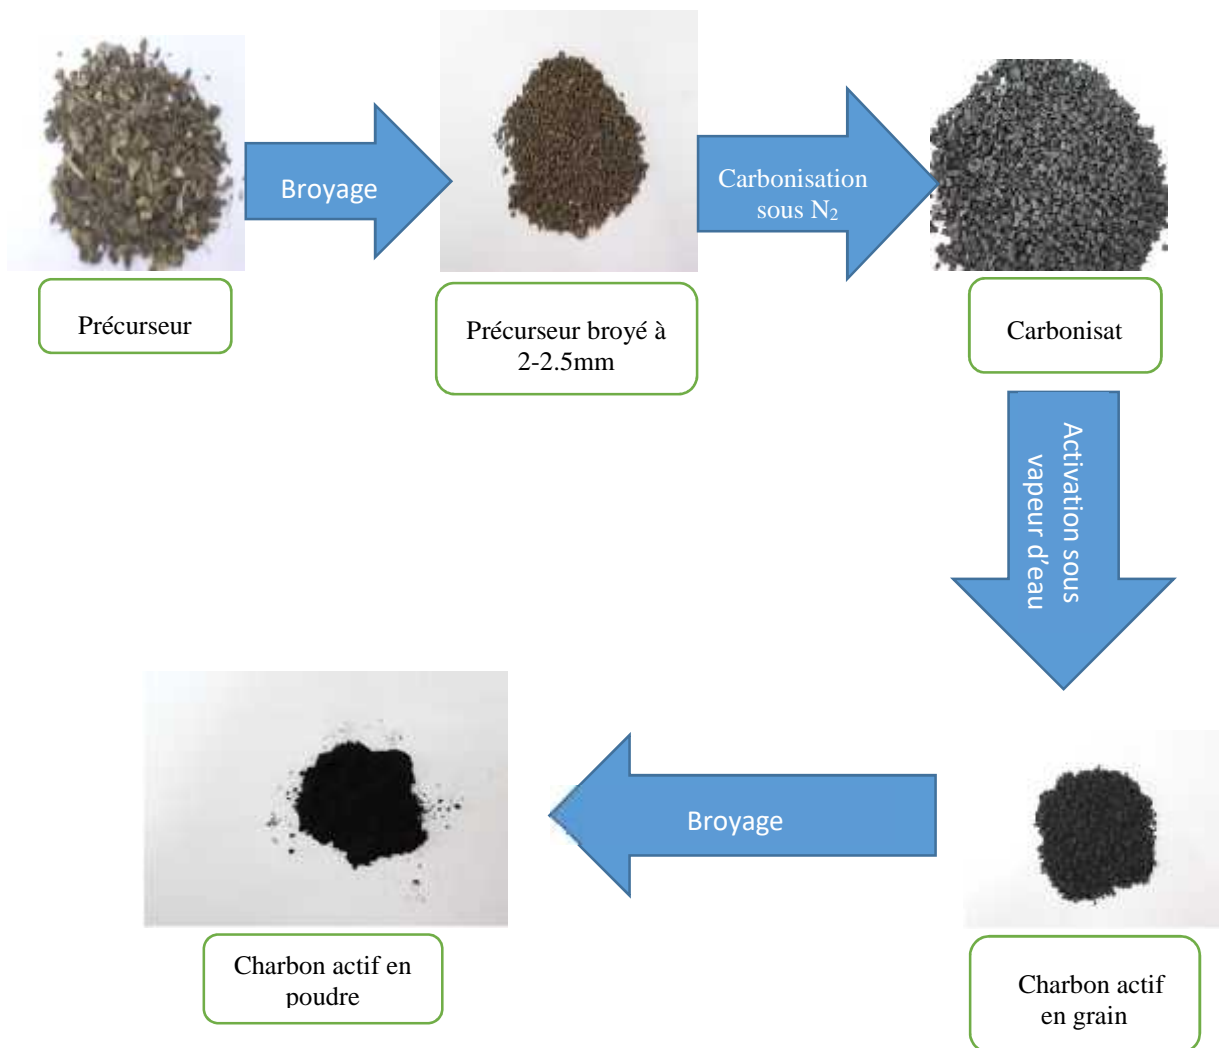 Broyage
Carbonisation
sous N₂
Précurseur
Précurseur broyé à
2-2.5mm
Carbonisat
Activation sous
vapeur d’eau
Broyage
Charbon actif en
poudre
Charbon actif
en grain